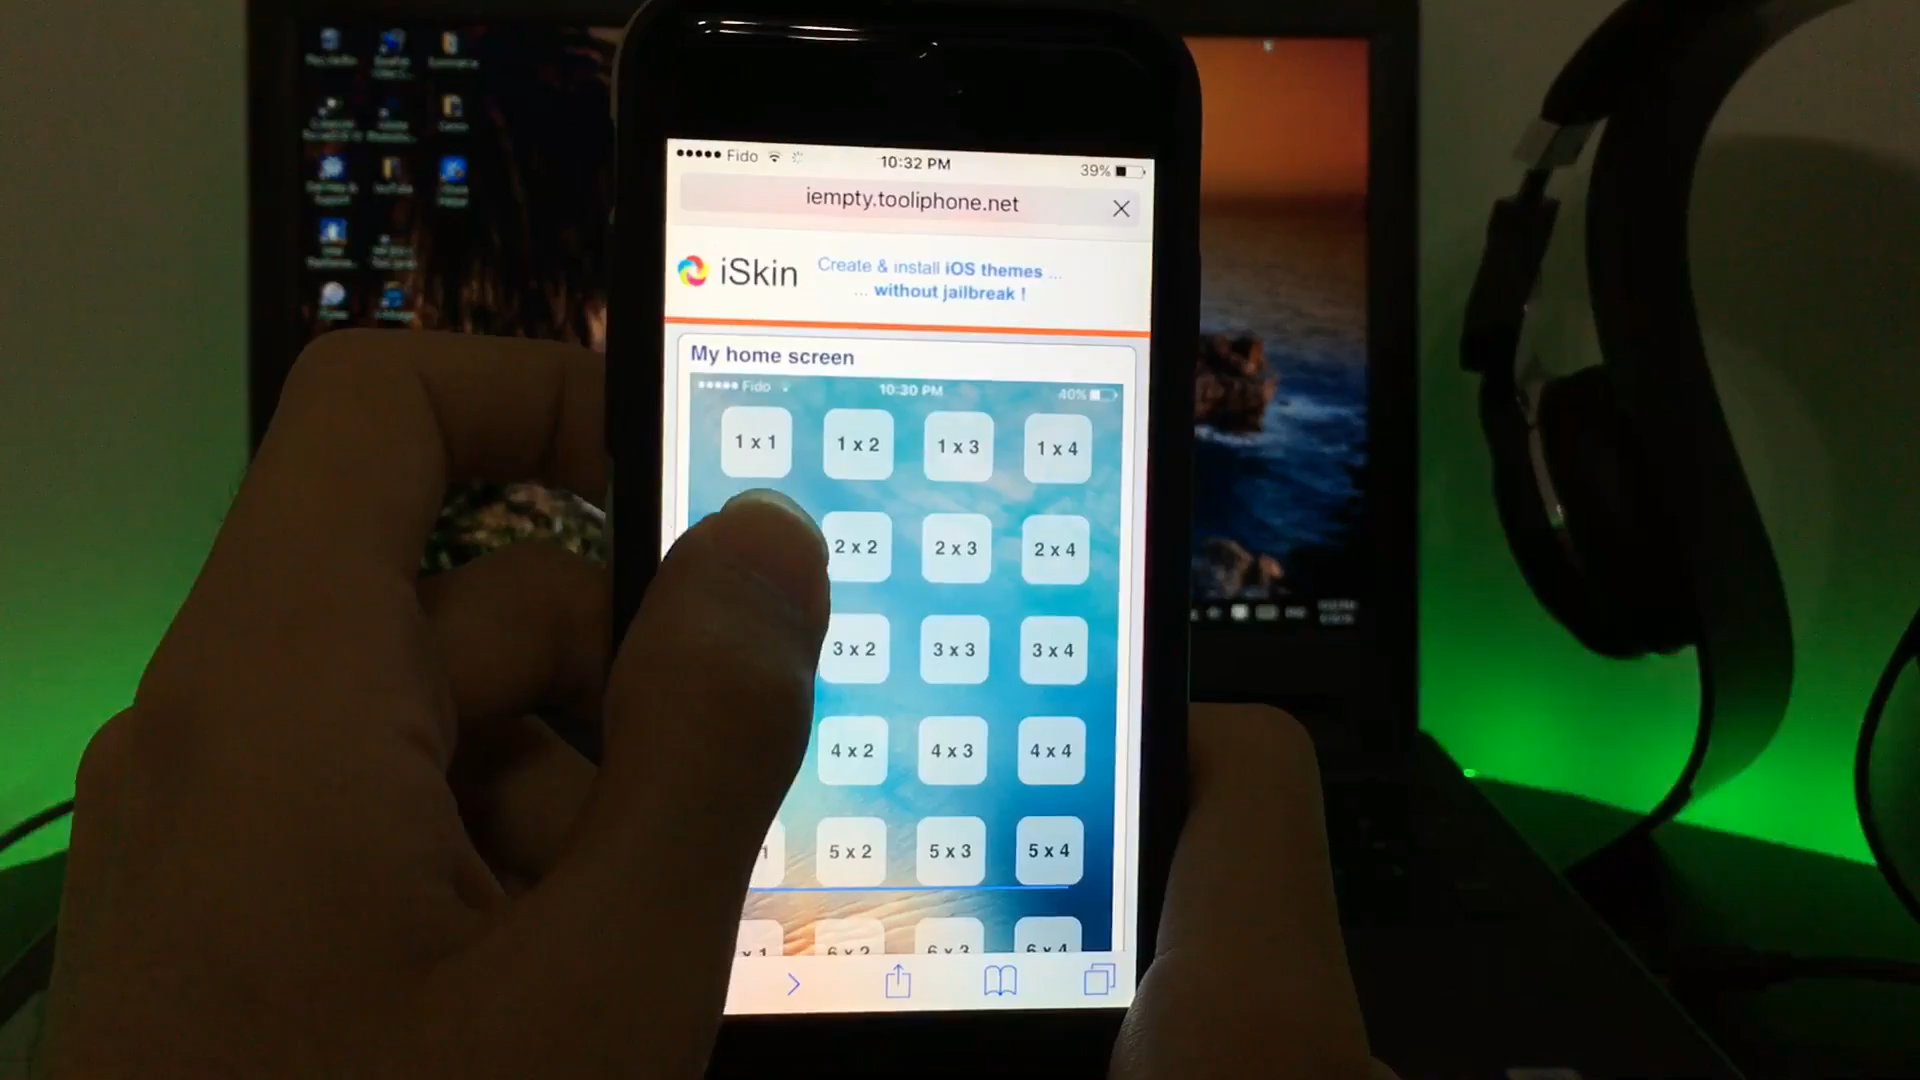 Fido
10:32 PM
39%
iempty.tooliphone.net
iSkin
Create & install iOS themes ...
... without jailbreak !
My home screen
Fido
10:30 PM
40%
1 x 1
1 x 2
1 x 3
1 x 4
2 x 2
2 x 3
2 x 4
3 x 2
3 x 3
3 x 4
4 x 2
4 x 3
4 x 4
1
5 x 2
5 x 3
5 x 4
x 1
6 x 2
6 x 3
6 x 4